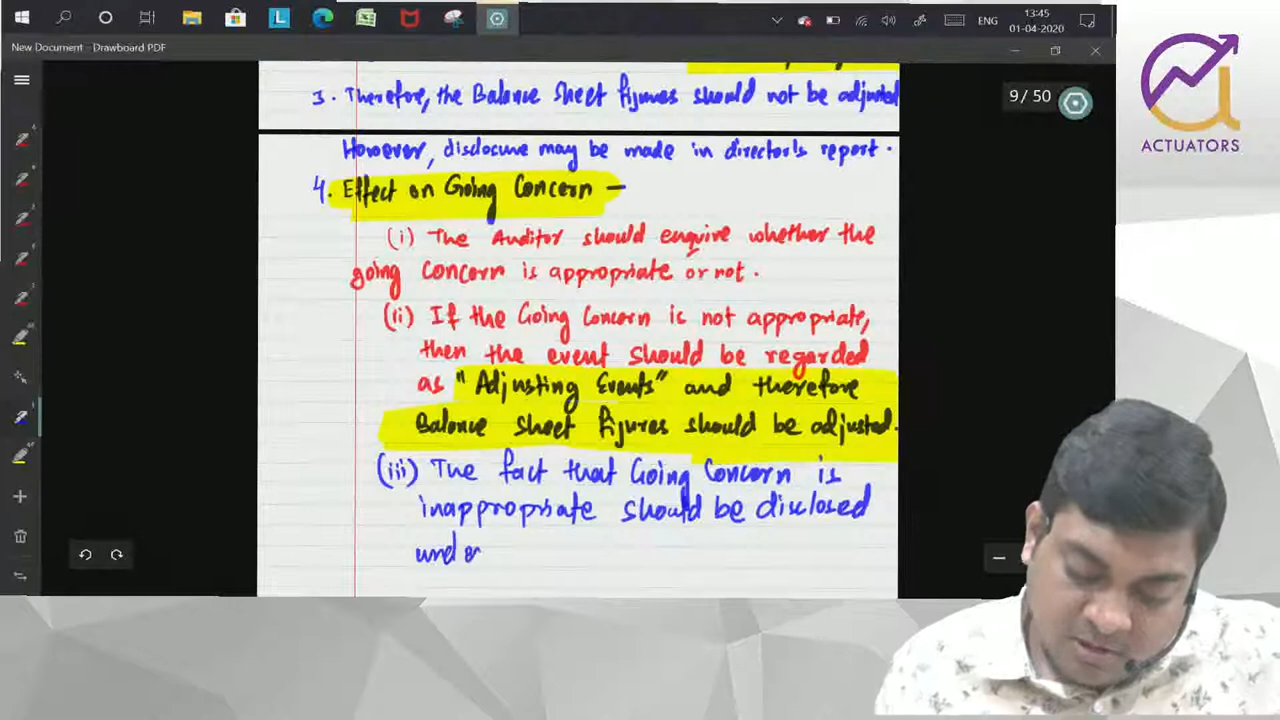 13:45
ENG
01-04-2020
New Document - Drawboard PDF
9 / 50
ACTUATORS
3. Therefore, the Balance Sheet figures should not be adjusted
However, disclosure may be made in director's report.
4. Effect on Going Concern —
(i) The Auditor should enquire whether the
going concern is appropriate or not.
(ii) If the Going Concern is not appropriate,
then the event should be regarded
as "Adjusting Events" and therefore
Balance sheet figures should be adjusted.
(iii) The fact that Going Concern is
inappropriate should be disclosed
und